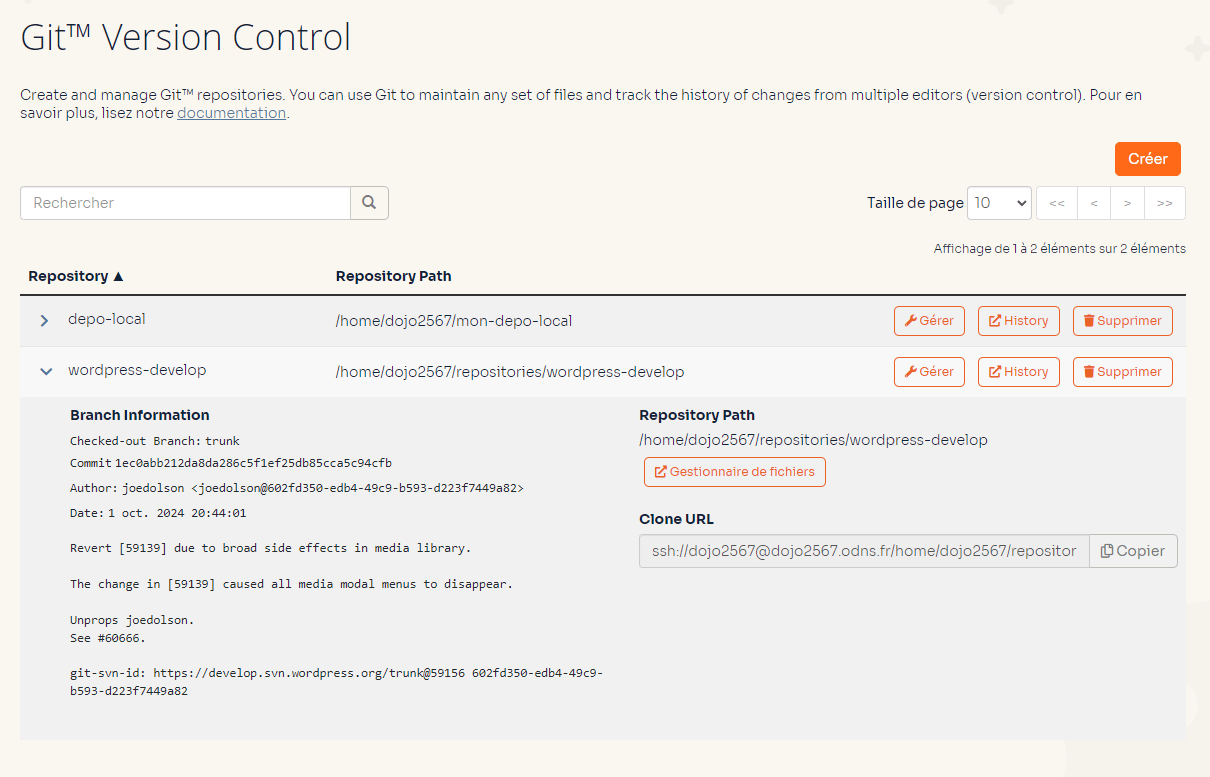 Git™ Version Control
Create and manage Git™ repositories. You can use Git to maintain any set of files and track the history of changes from multiple editors (version control). Pour en
savoir plus, lisez notre documentation.
Créer
Rechercher
Taille de page 10 << < > >>
Affichage de 1 à 2 éléments sur 2 éléments
Repository ▲ Repository Path
depo-local /home/dojo2567/mon-depo-local Gérer History Supprimer
wordpress-develop /home/dojo2567/repositories/wordpress-develop Gérer History Supprimer
Branch Information
Checked-out Branch: trunk
Commit 1ec0abb212da8da286c5f1ef25db85cca5c94cfb
Author: joedolson <joedolson@602fd350-edb4-49c9-b593-d223f7449a82>
Date: 1 oct. 2024 20:44:01
Revert [59139] due to broad side effects in media library.
The change in [59139] caused all media modal menus to disappear.
Unprops joedolson.
See #60666.
git-svn-id: https://develop.svn.wordpress.org/trunk@59156 602fd350-edb4-49c9-
b593-d223f7449a82
Repository Path
/home/dojo2567/repositories/wordpress-develop
Gestionnaire de fichiers
Clone URL
ssh://dojo2567@dojo2567.odns.fr/home/dojo2567/repositor Copier